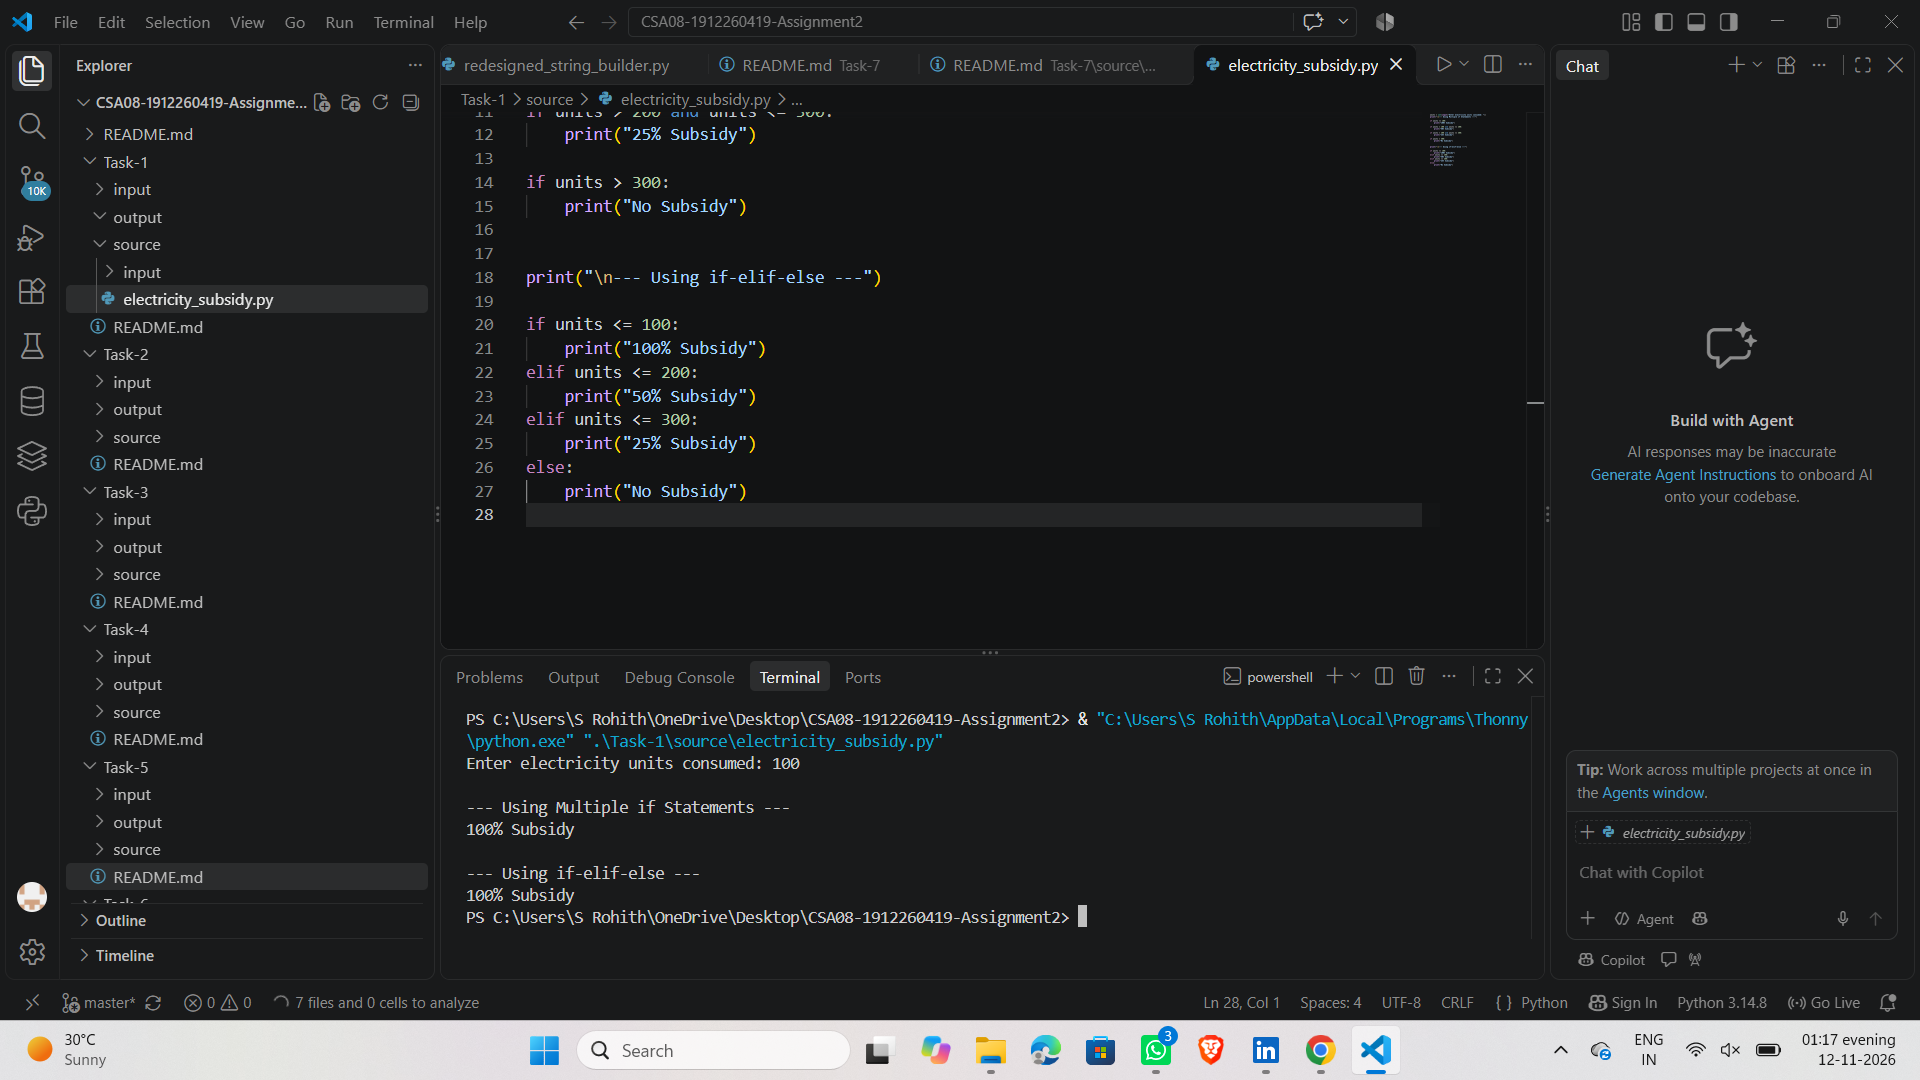 File Edit Selection View Go Run Terminal Help
CSA08-1912260419-Assignment2
Explorer
CSA08-1912260419-Assignme...
README.md
Task-1
input
output
source
input
electricity_subsidy.py
README.md
Task-2
input
output
source
README.md
Task-3
input
output
source
README.md
Task-4
input
output
source
README.md
Task-5
input
output
source
README.md
Outline
Timeline
10K
redesigned_string_builder.py
README.md Task-7
README.md Task-7\source\...
electricity_subsidy.py
Task-1 > source > electricity_subsidy.py > ...
11 if units > 200 and units <= 300:
12 print("25% Subsidy")
13
14 if units > 300:
15 print("No Subsidy")
16
17
18 print("\n--- Using if-elif-else ---")
19
20 if units <= 100:
21 print("100% Subsidy")
22 elif units <= 200:
23 print("50% Subsidy")
24 elif units <= 300:
25 print("25% Subsidy")
26 else:
27 print("No Subsidy")
28
Problems Output Debug Console Terminal Ports
powershell
PS C:\Users\S Rohith\OneDrive\Desktop\CSA08-1912260419-Assignment2> & "C:\Users\S Rohith\AppData\Local\Programs\Thonny
\python.exe" ".\Task-1\source\electricity_subsidy.py"
Enter electricity units consumed: 100
--- Using Multiple if Statements ---
100% Subsidy
--- Using if-elif-else ---
100% Subsidy
PS C:\Users\S Rohith\OneDrive\Desktop\CSA08-1912260419-Assignment2>
Chat
Build with Agent
AI responses may be inaccurate
Generate Agent Instructions to onboard AI
onto your codebase.
Tip: Work across multiple projects at once in
the Agents window.
electricity_subsidy.py
Chat with Copilot
Agent
Copilot
master*
0 0
7 files and 0 cells to analyze
Ln 28, Col 1
Spaces: 4
UTF-8
CRLF
{ } Python
Sign In
Python 3.14.8
Go Live
30°C
Sunny
Search
3
ENG
IN
01:17 evening
12-11-2026